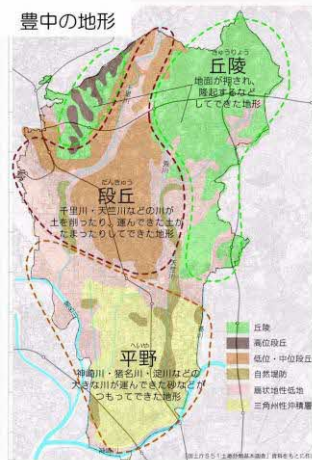 豊中の地形
きゅうりょう
丘陵
地面が押され、
隆起するなど
してできた地形
だんきゅう
段丘
千里川・天竺川などの川が
土を削ったり、運んできた土が
たまったりしてできた地形
へいや
平野
神崎川・猪名川・淀川などの
大きな川が運んできた砂などが
つもってできた地形
丘陵
高位段丘
低位・中位段丘
自然堤防
扇状地性低地
三角州性沖積層